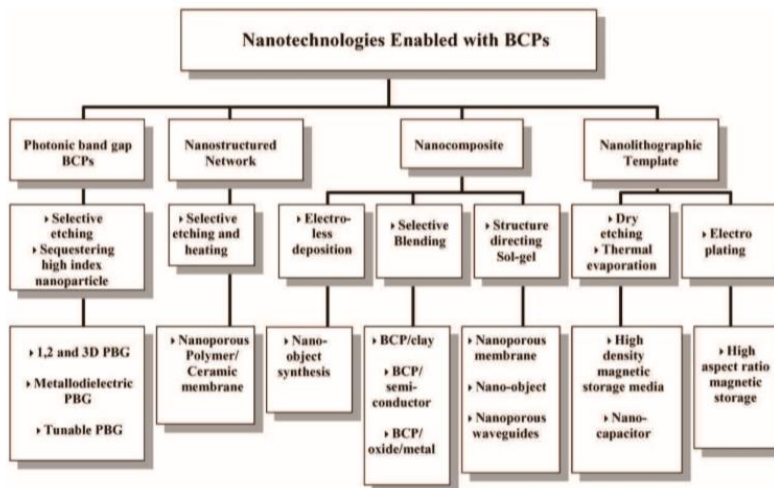 Nanotechnologies Enabled with BCPs
Photonic band gap
BCPs
Nanostructured
Network
Nanocomposite
Nanolithographic
Template
‣ Selective
etching
‣ Sequestering
high index
nanoparticle
‣ Selective
etching and
heating
‣ Electro-
less
deposition
‣ Selective
Blending
‣ Structure
directing
Sol-gel
‣ Dry
etching
‣ Thermal
evaporation
‣ Electro
plating
‣ 1,2 and 3D PBG
‣ Metallodielectric
PBG
‣ Tunable PBG
‣ Nanoporous
Polymer/
Ceramic
membrane
‣ Nano-
object
synthesis
‣ BCP/clay
‣ BCP/
semi-
conductor
‣ BCP/
oxide/metal
‣ Nanoporous
membrane
‣ Nano-object
‣ Nanoporous
waveguides
‣ High
density
magnetic
storage media
‣ Nano-
capacitor
‣ High
aspect ratio
magnetic
storage